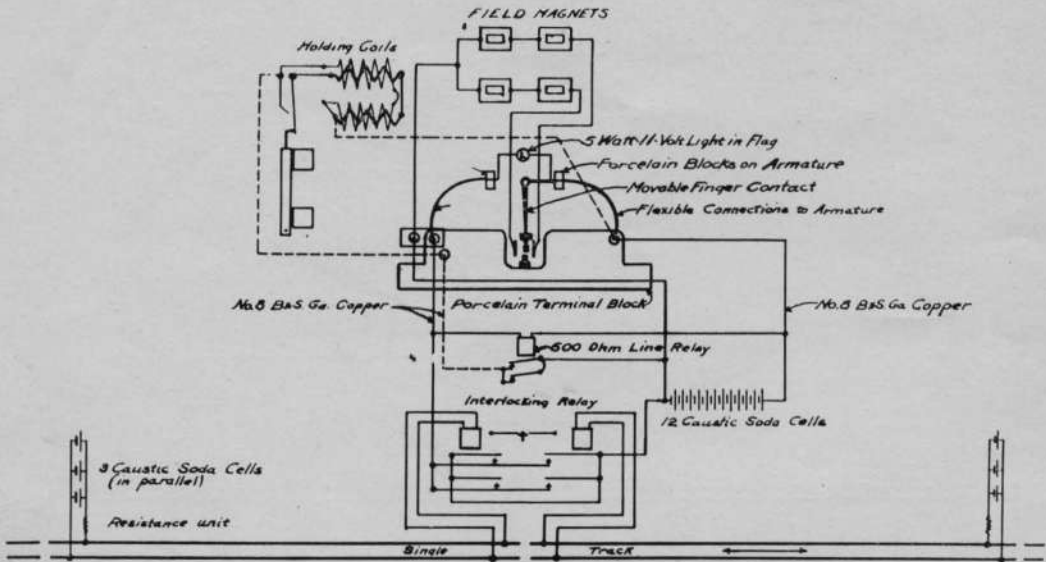 FIELD MAGNETS
Holding Coils
5 Watt-11-Volt Light in Flag
Porcelain Blocks on Armature
Movable Finger Contact
Flexible Connections to Armature
No.8 B&S. Ga. Copper
Porcelain Terminal Block
No.8 B&S. Ga Copper
500 Ohm Line Relay
Interlocking Relay
12 Caustic Soda Cells
3 Caustic Soda Cells
(in parallel)
Resistance unit
Single Track